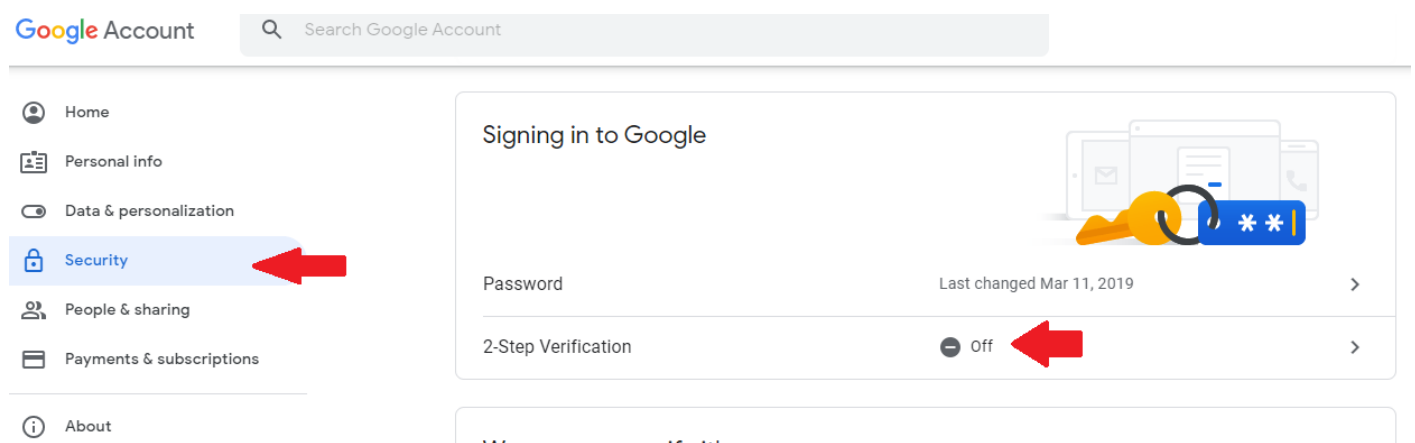 Google Account
Search Google Account
Home
Personal info
Data & personalization
Security
People & sharing
Payments & subscriptions
About
Signing in to Google
**
Password
Last changed Mar 11, 2019
2-Step Verification
Off